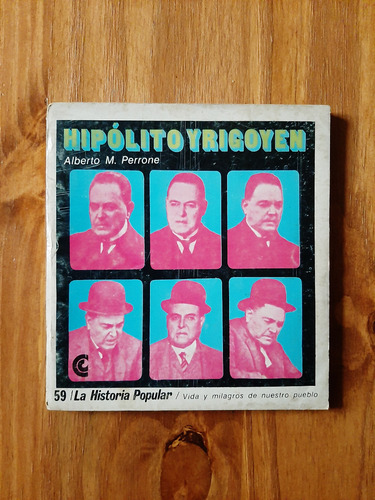 HIPÓLITO YRIGOYEN
Alberto M. Perrone
59 / La Historia Popular / Vida y milagros de nuestro pueblo